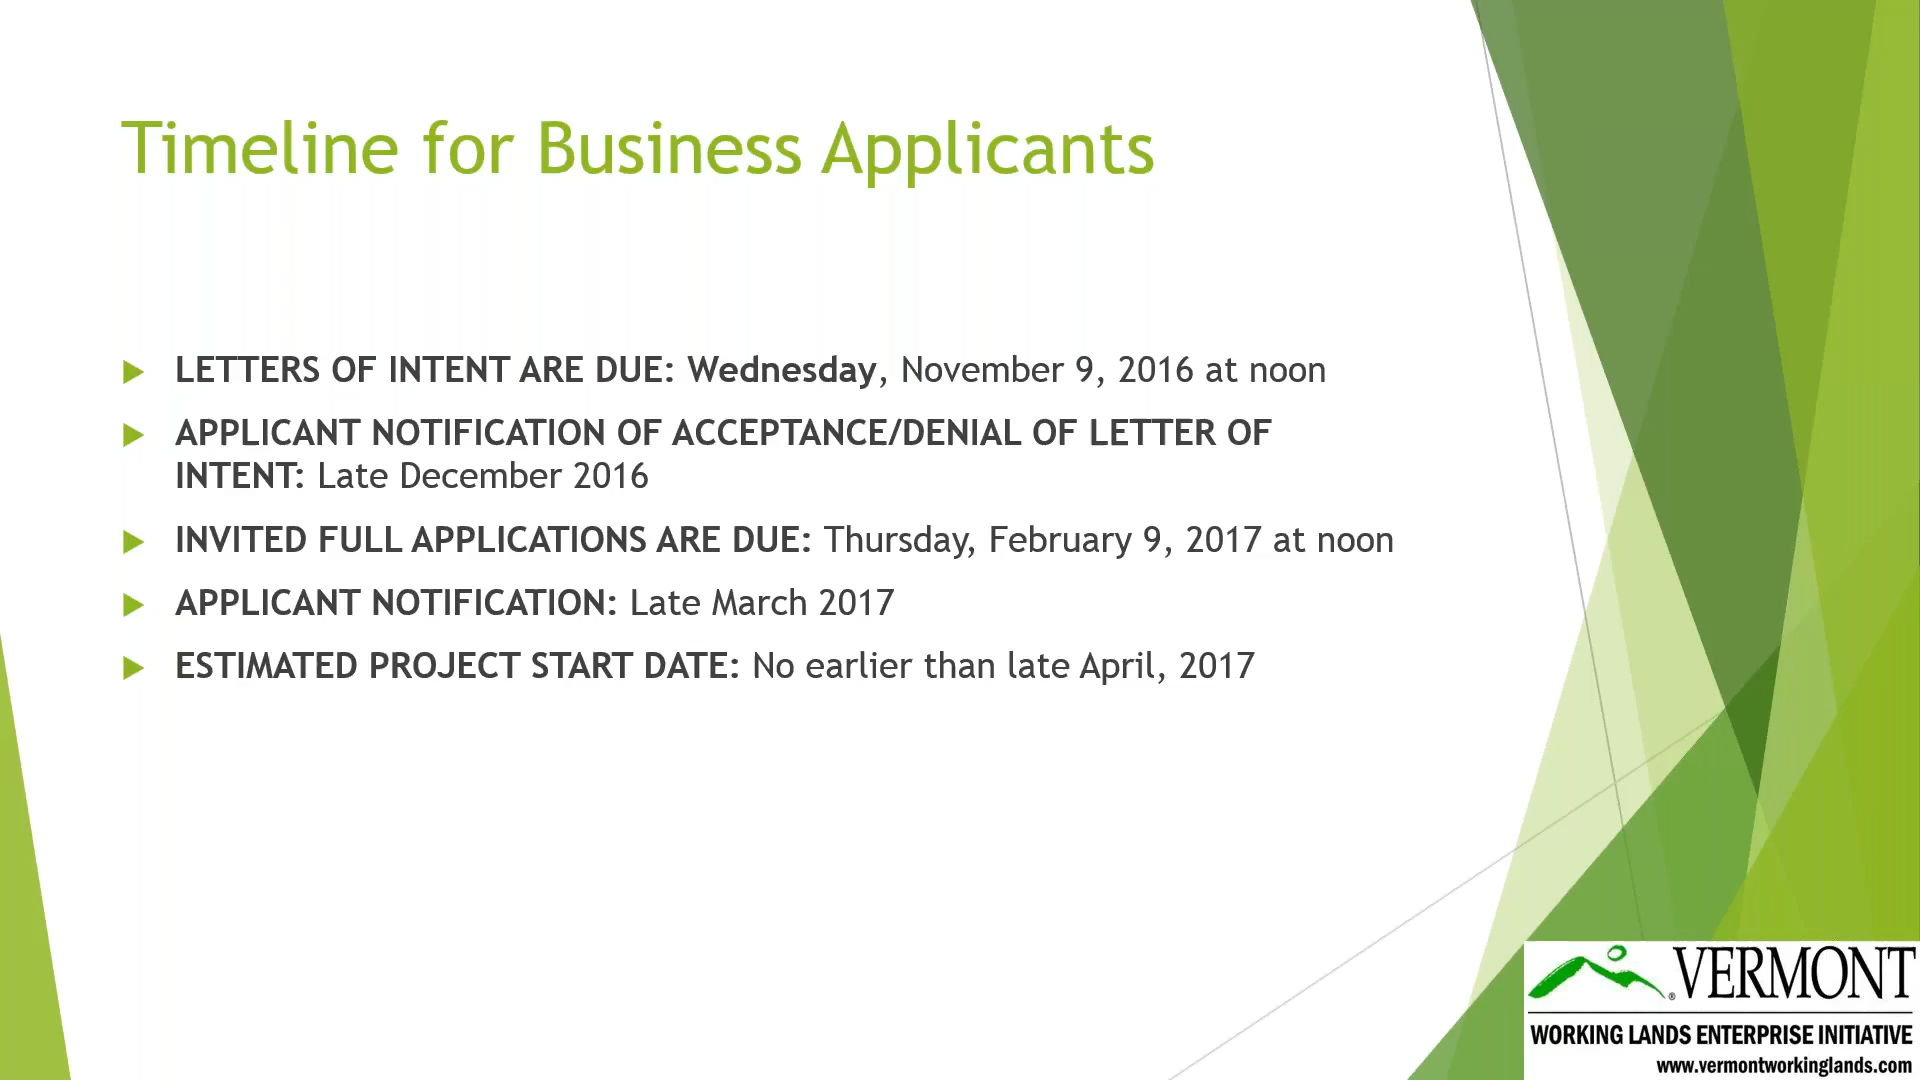 Timeline for Business Applicants
LETTERS OF INTENT ARE DUE: Wednesday, November 9, 2016 at noon
APPLICANT NOTIFICATION OF ACCEPTANCE/DENIAL OF LETTER OF
INTENT: Late December 2016
INVITED FULL APPLICATIONS ARE DUE: Thursday, February 9, 2017 at noon
APPLICANT NOTIFICATION: Late March 2017
ESTIMATED PROJECT START DATE: No earlier than late April, 2017
®VERMONT
WORKING LANDS ENTERPRISE INITIATIVE
www.vermontworkinglands.com